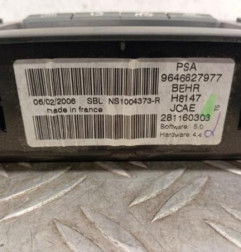 PSA
9646627977
BEHR
H8147
JCAE
281160303
Software : 5.0
Hardware : 4.4
06/02/2006 SBL NS1004373-R
made in france